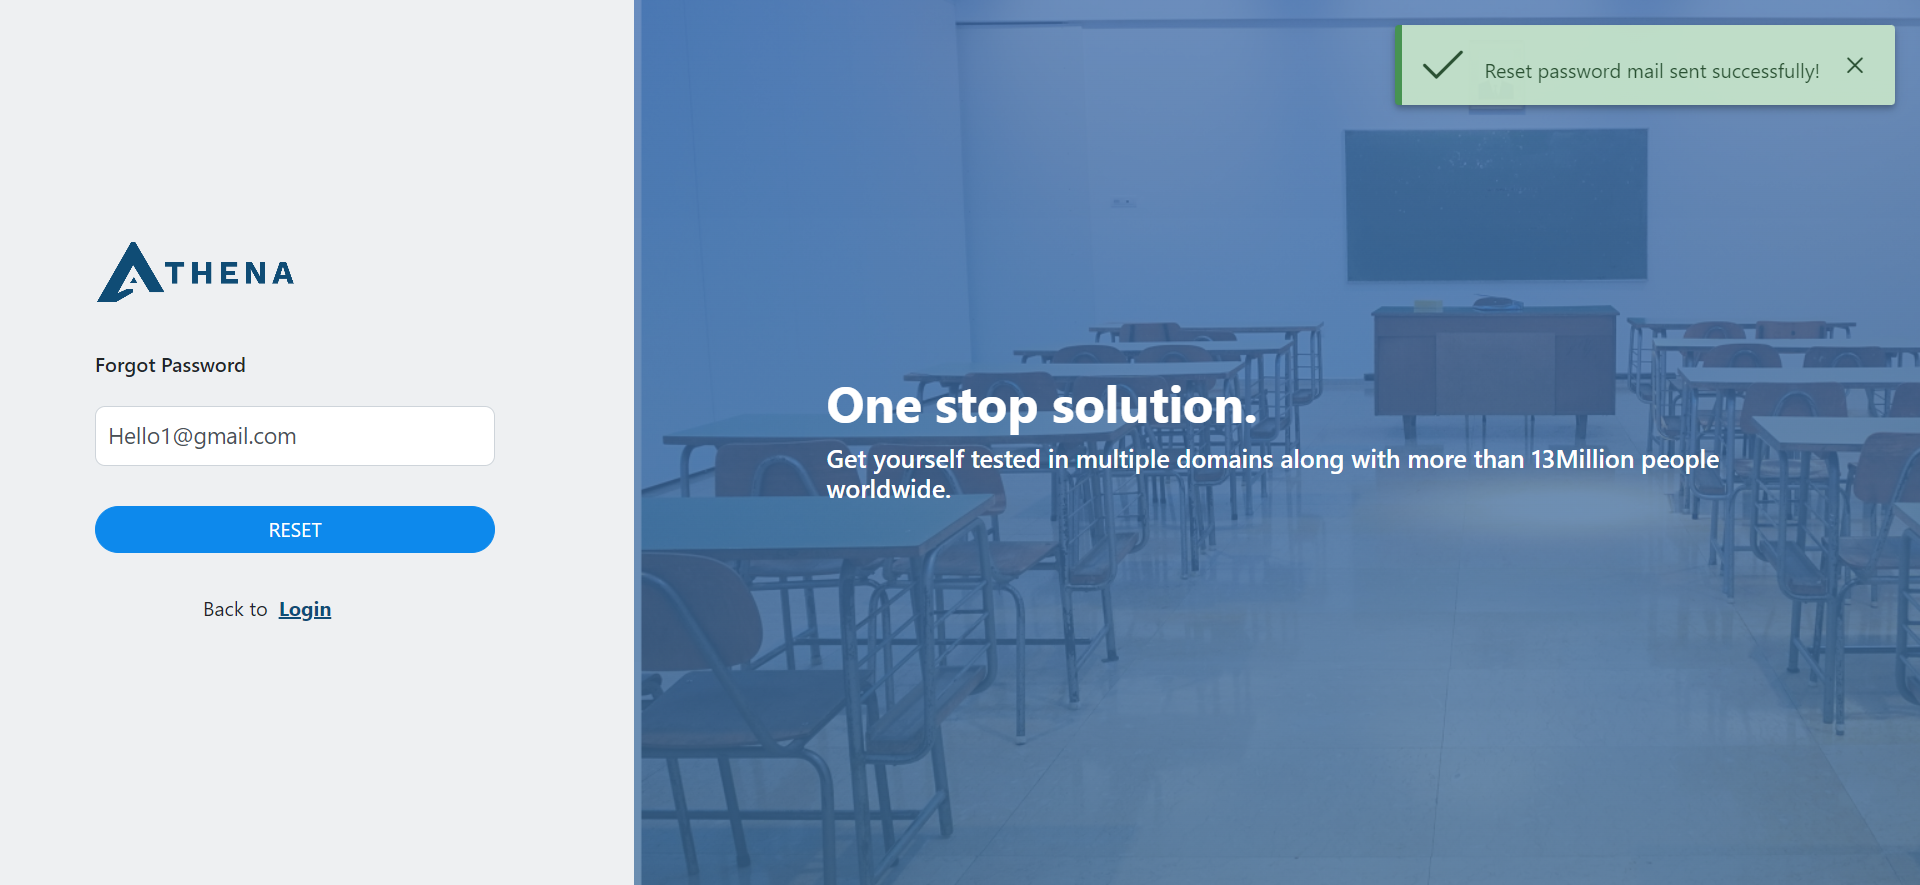 ATHENA
Forgot Password
Hello1@gmail.com
RESET
Back to Login
Reset password mail sent successfully!
One stop solution.
Get yourself tested in multiple domains along with more than 13Million people
worldwide.